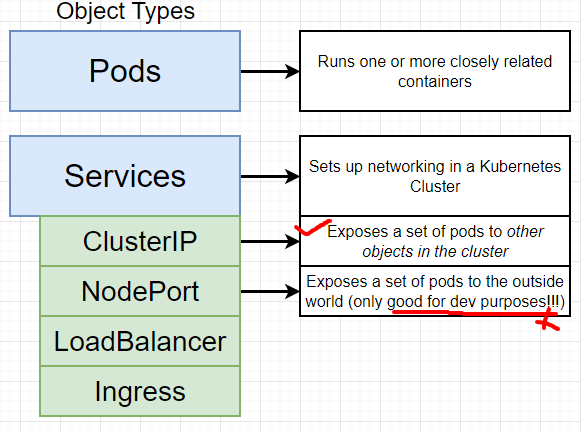 Object Types
Pods
Runs one or more closely related
containers
Services
Sets up networking in a Kubernetes
Cluster
ClusterIP
Exposes a set of pods to other
objects in the cluster
NodePort
Exposes a set of pods to the outside
world (only good for dev purposes!!!)
LoadBalancer
Ingress